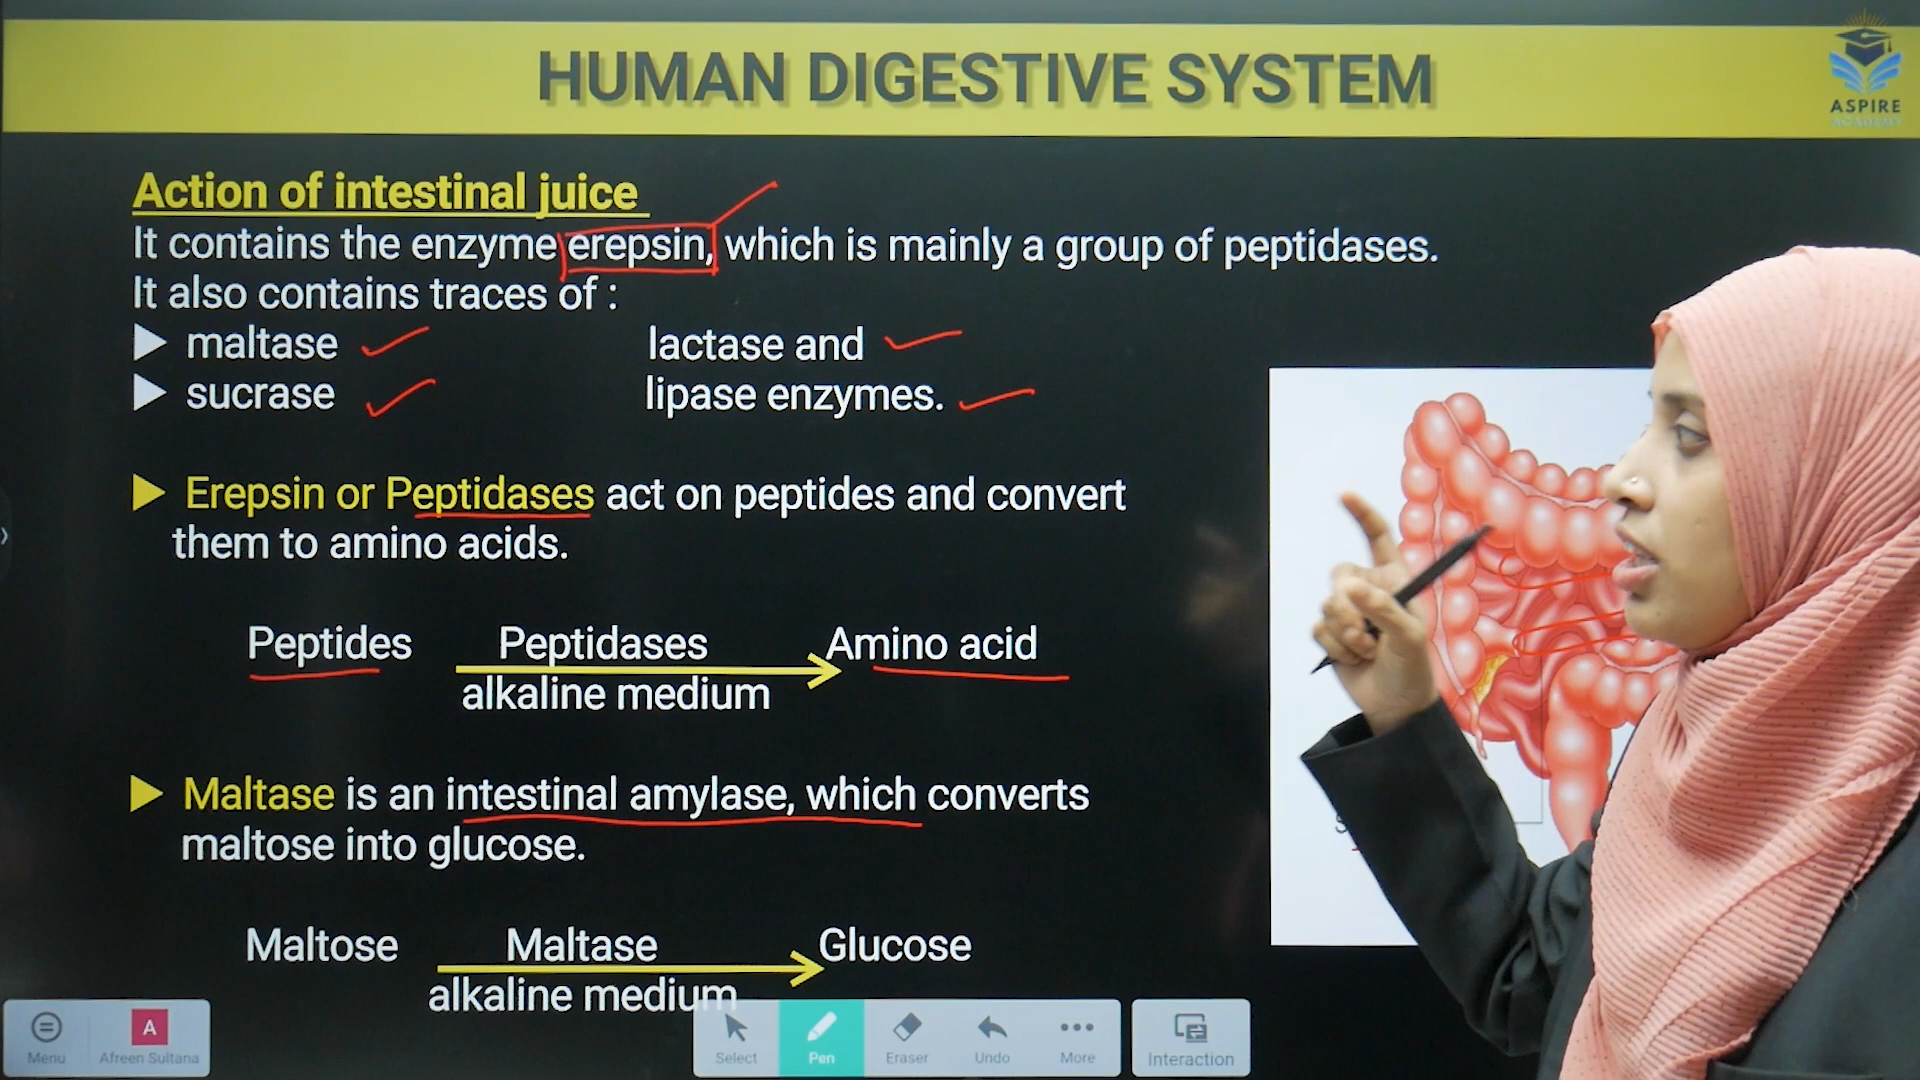 HUMAN DIGESTIVE SYSTEM
ASPIRE
ACADEMY
Action of intestinal juice
It contains the enzyme erepsin, which is mainly a group of peptidases.
It also contains traces of :
maltase lactase and
sucrase lipase enzymes.
Erepsin or Peptidases act on peptides and convert
them to amino acids.
Peptides Peptidases Amino acid
alkaline medium
Maltase is an intestinal amylase, which converts
maltose into glucose.
Maltose Maltase Glucose
alkaline medium
Menu A Afreen Sultana Select Pen Eraser Undo More Interaction